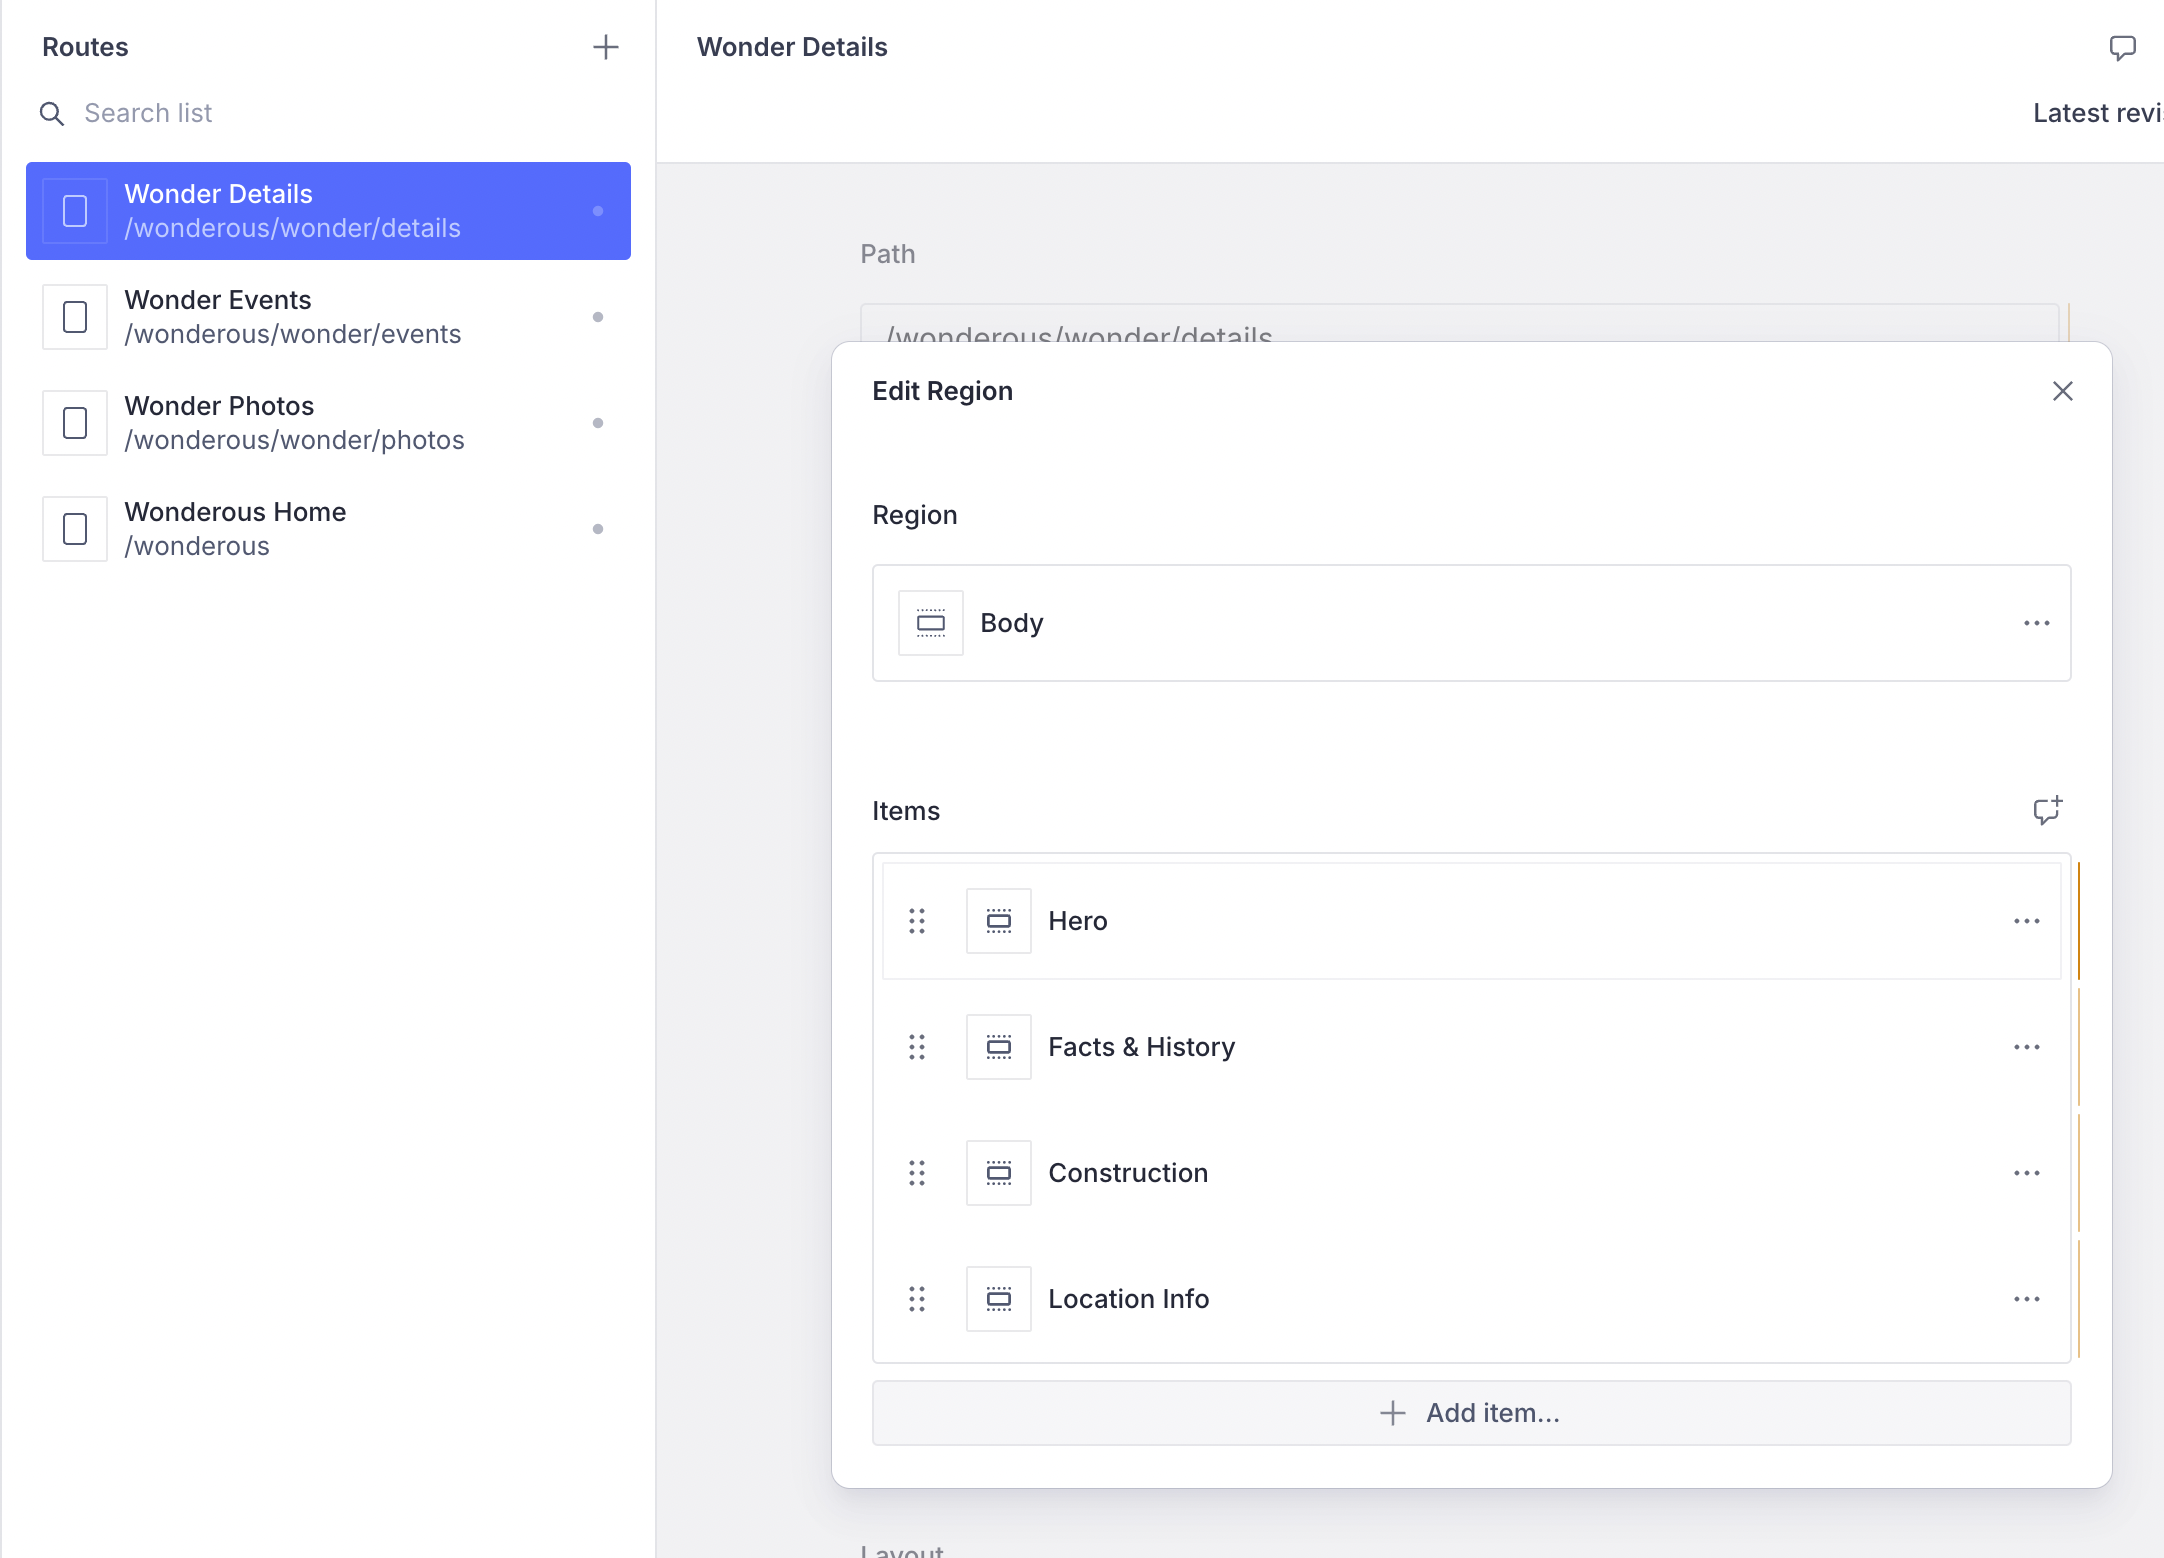 Routes
Search list
Wonder Details
/wonderous/wonder/details
Wonder Events
/wonderous/wonder/events
Wonder Photos
/wonderous/wonder/photos
Wonderous Home
/wonderous
Wonder Details
Latest revi
Path
/wonderous/wonder/details
Edit Region
Region
Body
Items
Hero
Facts & History
Construction
Location Info
Add item...
Layout